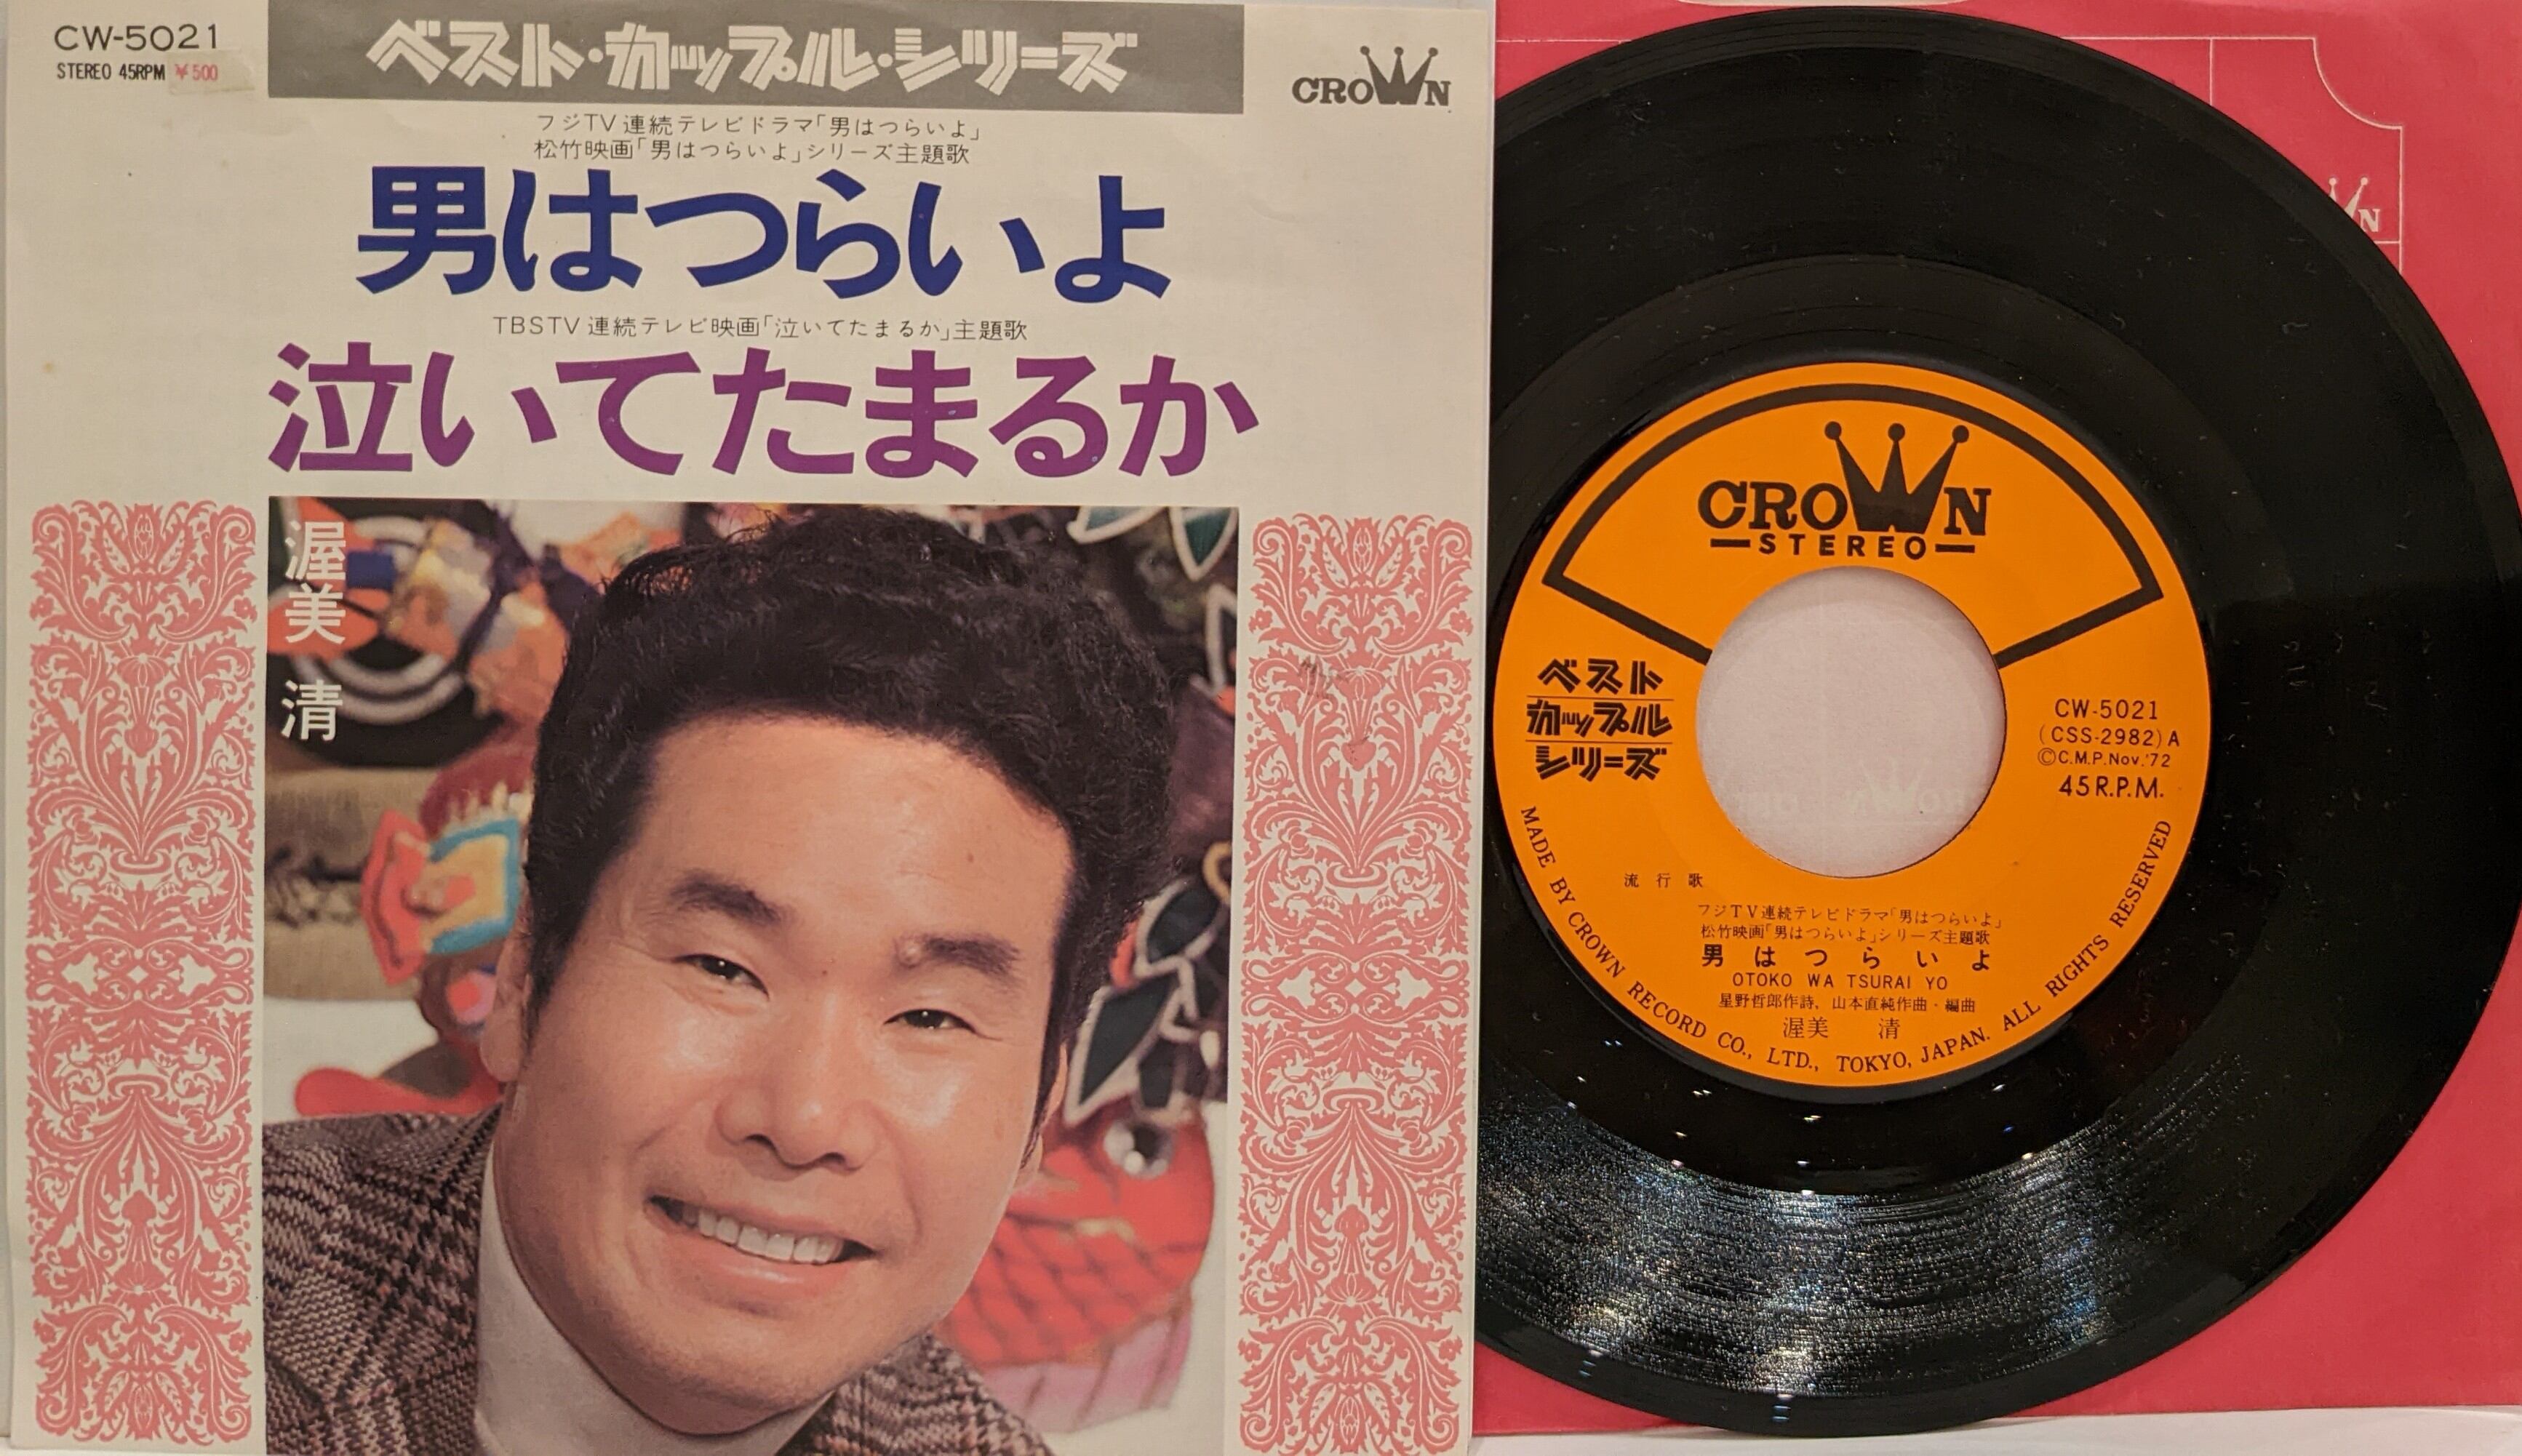 CW-5021
STEREO 45RPM ¥500
ベスト・カップル・シリーズ
CROWN
フジTV連続テレビドラマ「男はつらいよ」
松竹映画「男はつらいよ」シリーズ主題歌
男はつらいよ
TBSTV連続テレビ映画「泣いてたまるか」主題歌
泣いてたまるか
渥美 清
CROWN
STEREO
ベスト
カップル
シリーズ
CW-5021
(CSS-2982) A
©C.M.P.Nov.'72
45R.P.M.
流行歌
フジTV連続テレビドラマ「男はつらいよ」
松竹映画「男はつらいよ」シリーズ主題歌
男はつらいよ
OTOKO WA TSURAI YO
星野哲郎作詩、山本直純作曲・編曲
渥美 清
MADE BY CROWN RECORD CO., LTD., TOKYO, JAPAN. ALL RIGHTS RESERVED